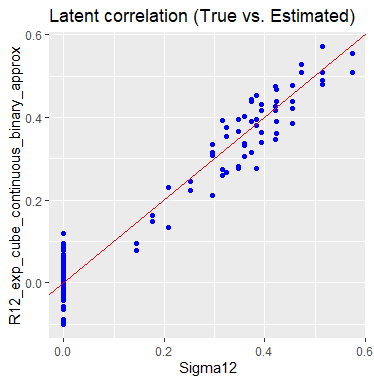 Latent correlation (True vs. Estimated)
R12_exp_cube_continuous_binary_approx
0.6
0.4
0.2
0.0
0.0 0.2 0.4 0.6
Sigma12